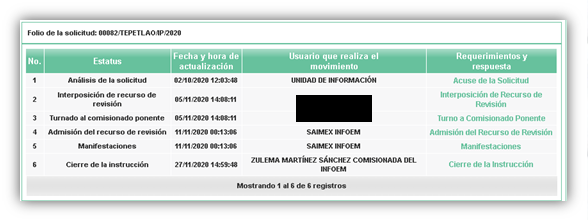 Folio de la solicitud: 00082/TEPETLAO/IP/2020
No. Estatus Fecha y hora de actualización Usuario que realiza el movimiento Requerimientos y respuesta
1 Análisis de la solicitud 02/10/2020 12:03:48 UNIDAD DE INFORMACIÓN Acuse de la Solicitud
2 Interposición de recurso de revisión 05/11/2020 14:08:11 Interposición de Recurso de Revisión
3 Turnado al comisionado ponente 05/11/2020 14:08:11 Turno a Comisionado Ponente
4 Admisión del recurso de revisión 11/11/2020 00:13:06 SAIMEX INFOEM Admisión del Recurso de Revisión
5 Manifestaciones 11/11/2020 00:13:06 SAIMEX INFOEM Manifestaciones
6 Cierre de la instrucción 27/11/2020 14:59:48 ZULEMA MARTÍNEZ SÁNCHEZ COMISIONADA DEL INFOEM Cierre de la Instrucción
Mostrando 1 al 6 de 6 registros